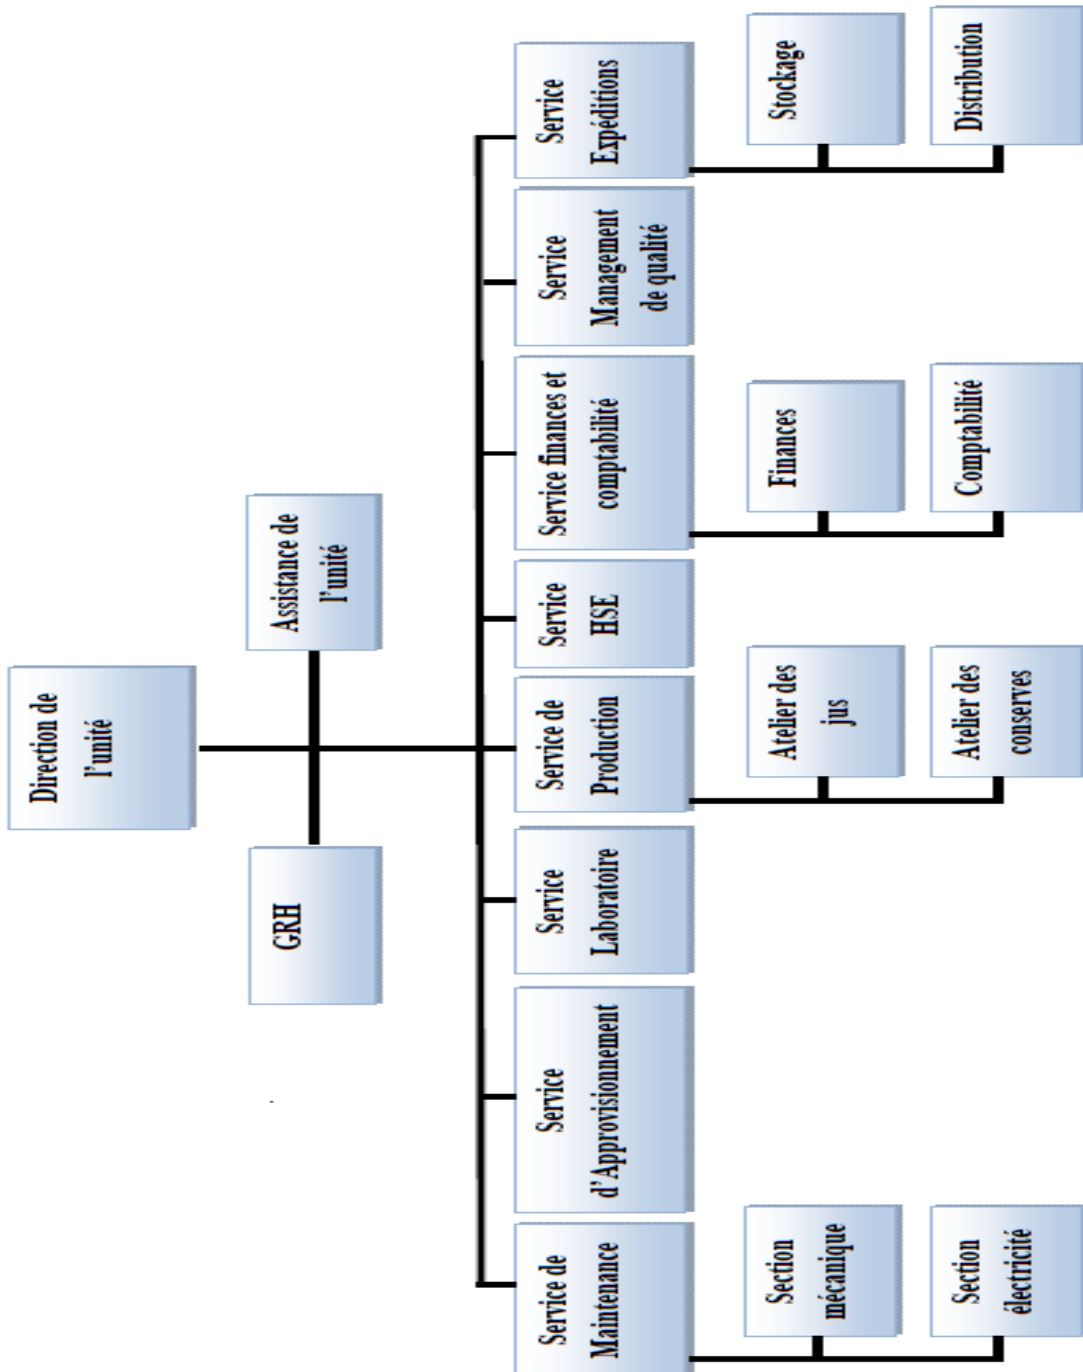 Direction de
l'unité
GRH
Assistance de
l'unité
Service de
Maintenance
Service
d'Approvisionnement
Service
Laboratoire
Service de
Production
Service
HSE
Service finances et
comptabilité
Service
Management
de qualité
Service
Expéditions
Section
mécanique
Section
électricité
Atelier des
jus
Atelier des
conserves
Finances
Comptabilité
Stockage
Distribution